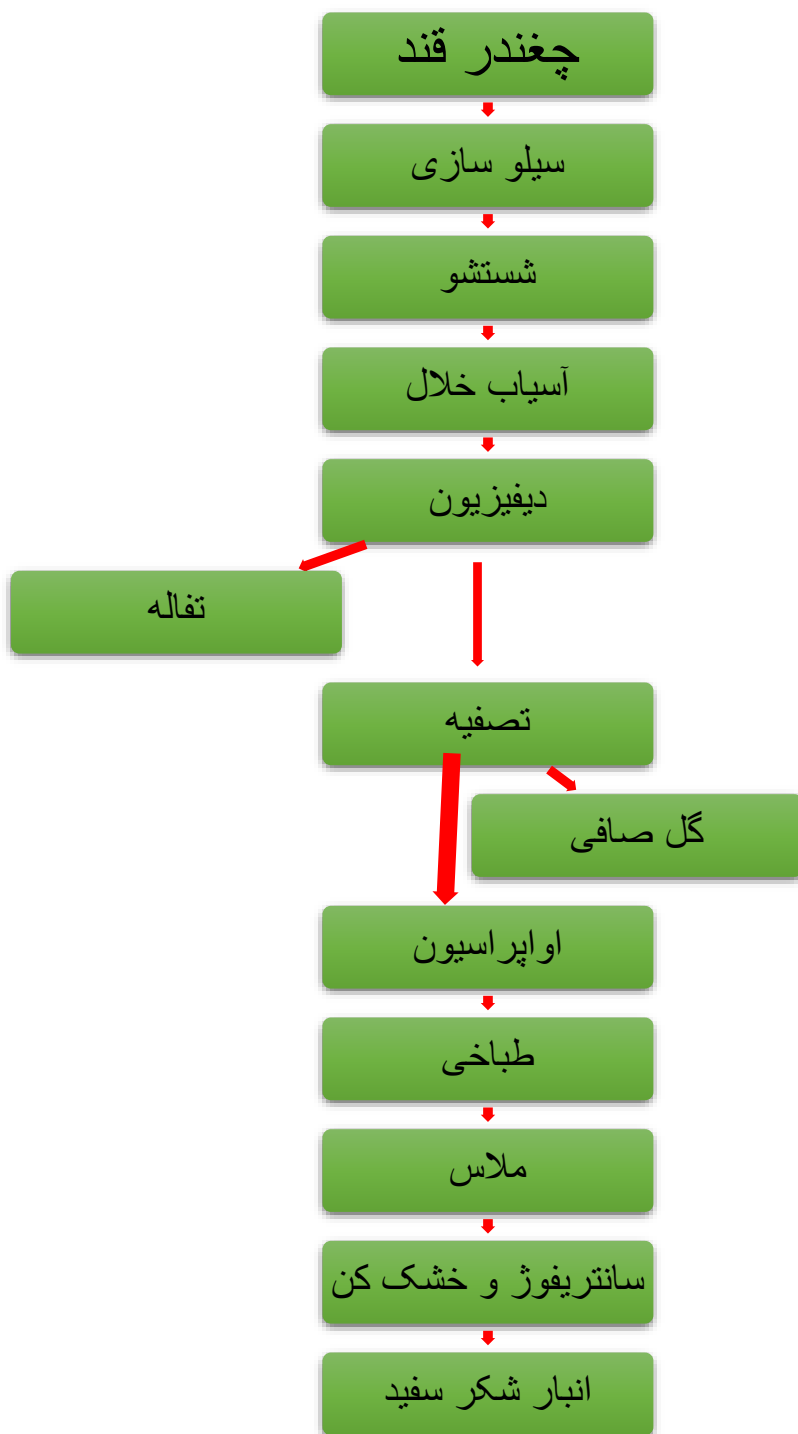 چغندر قند
سیلو سازی
شستشو
آسیاب خلال
دیفیزیون
تفاله
تصفیه
گل صافی
اواپراسیون
طباخی
ملاس
سانتریفوژ و خشک کن
انبار شکر سفید